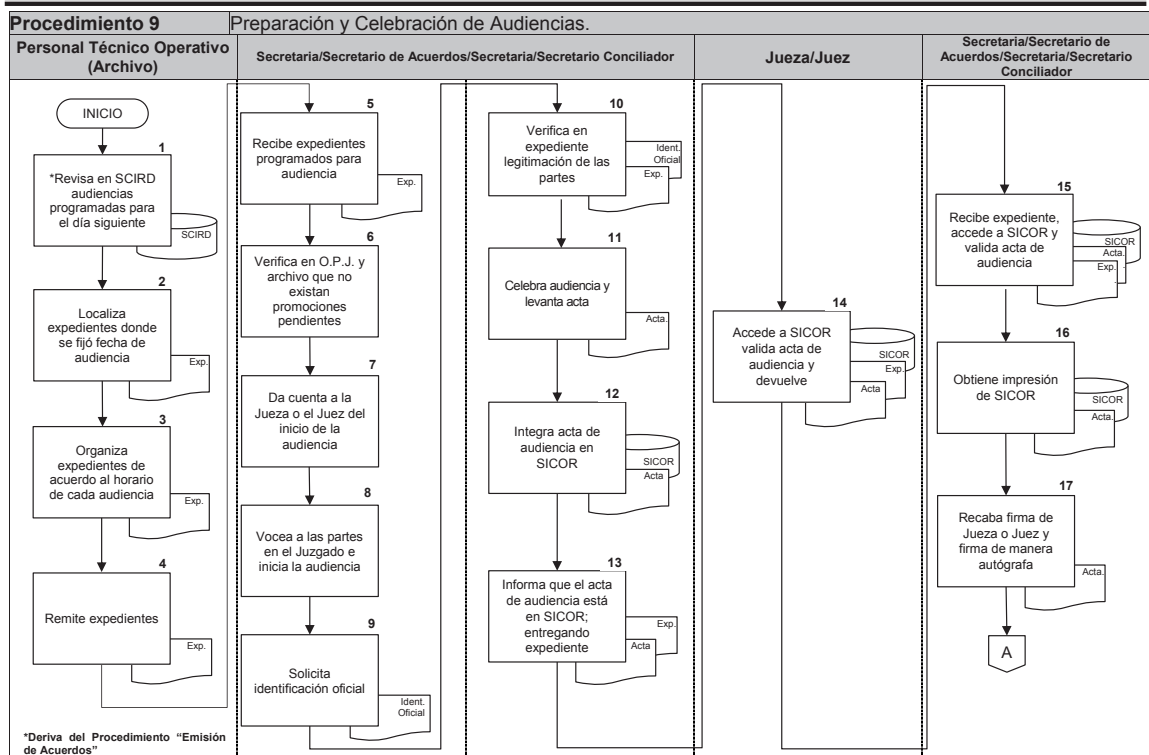 Procedimiento 9
Preparación y Celebración de Audiencias.
Personal Técnico Operativo
(Archivo)
Secretaria/Secretario de Acuerdos/Secretaria/Secretario Conciliador
Jueza/Juez
Secretaria/Secretario de
Acuerdos/Secretaria/Secretario
Conciliador
INICIO
1
*Revisa en SCIRD
audiencias
programadas para
el día siguiente
SCIRD
2
Localiza
expedientes donde
se fijó fecha de
audiencia
Exp.
3
Organiza
expedientes de
acuerdo al horario
de cada audiencia
Exp.
4
Remite expedientes
Exp.
*Deriva del Procedimiento “Emisión
de Acuerdos”
5
Recibe expedientes
programados para
audiencia
Exp.
6
Verifica en O.P.J. y
archivo que no
existan
promociones
pendientes
7
Da cuenta a la
Jueza o el Juez del
inicio de la
audiencia
8
Vocea a las partes
en el Juzgado e
inicia la audiencia
9
Solicita
identificación oficial
Ident.
Oficial
10
Verifica en
expediente
legitimación de las
partes
Ident.
Oficial
Exp.
11
Celebra audiencia y
levanta acta
Acta.
12
Integra acta de
audiencia en
SICOR
SICOR
Acta
13
Informa que el acta
de audiencia está
en SICOR;
entregando
expediente
Exp.
Acta
14
Accede a SICOR
valida acta de
audiencia y
devuelve
SICOR
Exp.
Acta
15
Recibe expediente,
accede a SICOR y
valida acta de
audiencia
SICOR
Acta.
Exp.
16
Obtiene impresión
de SICOR
SICOR
Acta.
17
Recaba firma de
Jueza o Juez y
firma de manera
autógrafa
Acta.
A